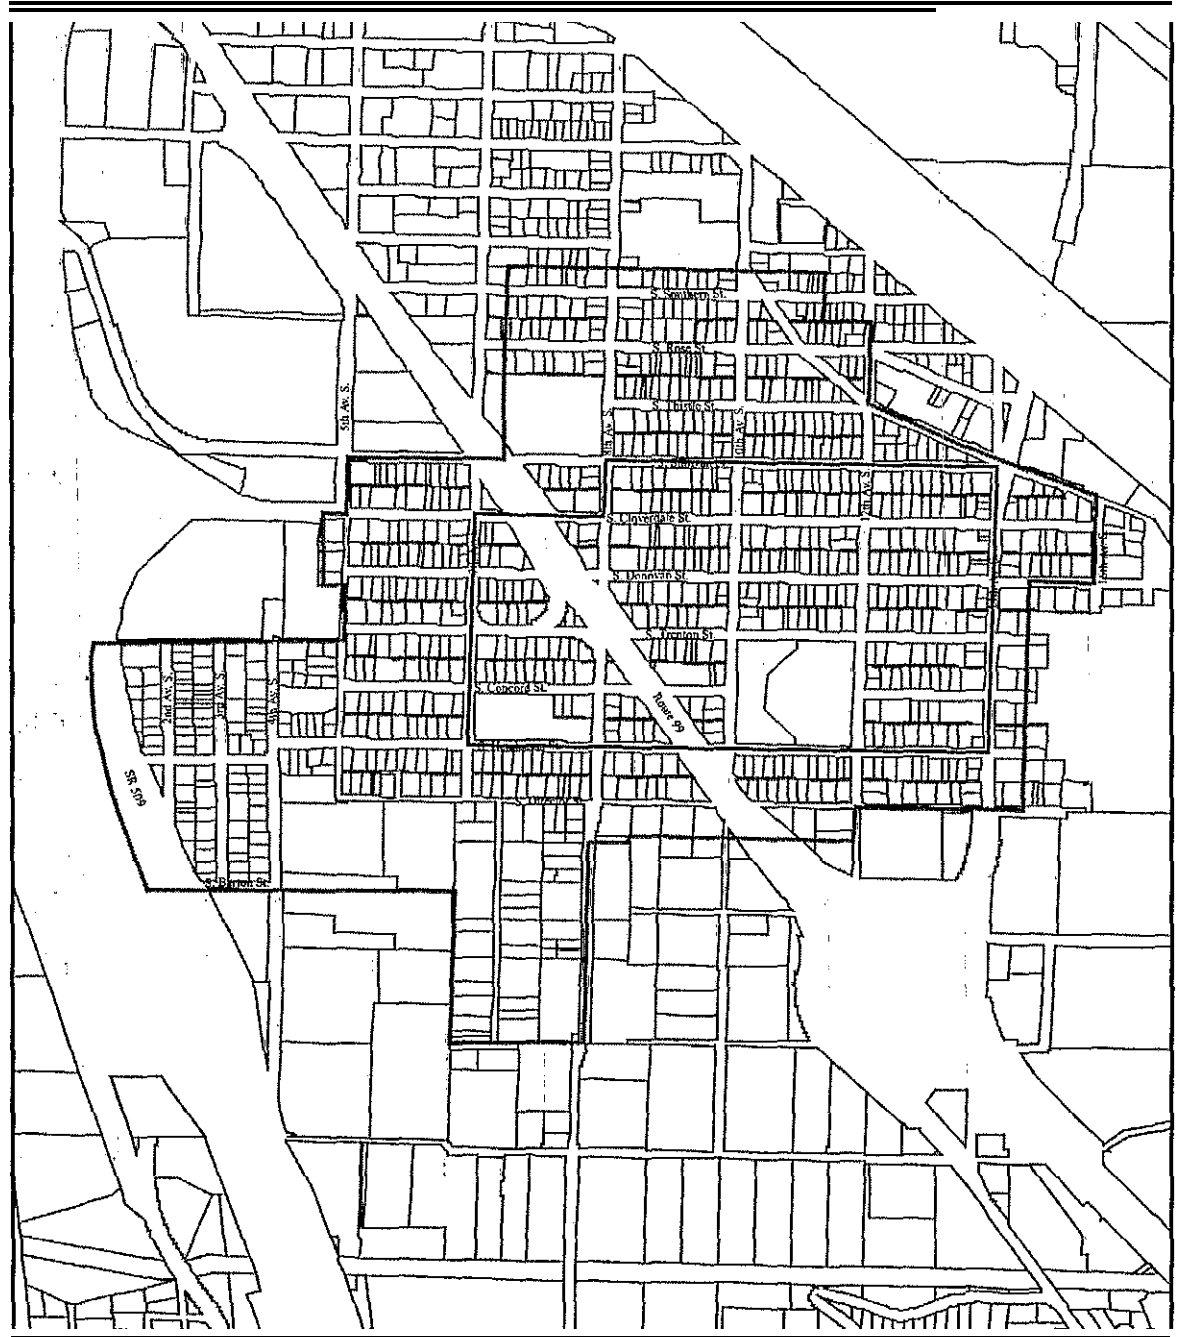 S. Southern St.
S. Rose St.
S. Thistle St.
5th Av. S.
8th Av. S.
10th Av. S.
12th Av. S.
S. Cloverdale St.
S. Donovan St.
S. Trenton St.
S. Concord St.
Route 99
2nd Av. S.
3rd Av. S.
4th Av. S.
SR 509
S. Barton St.